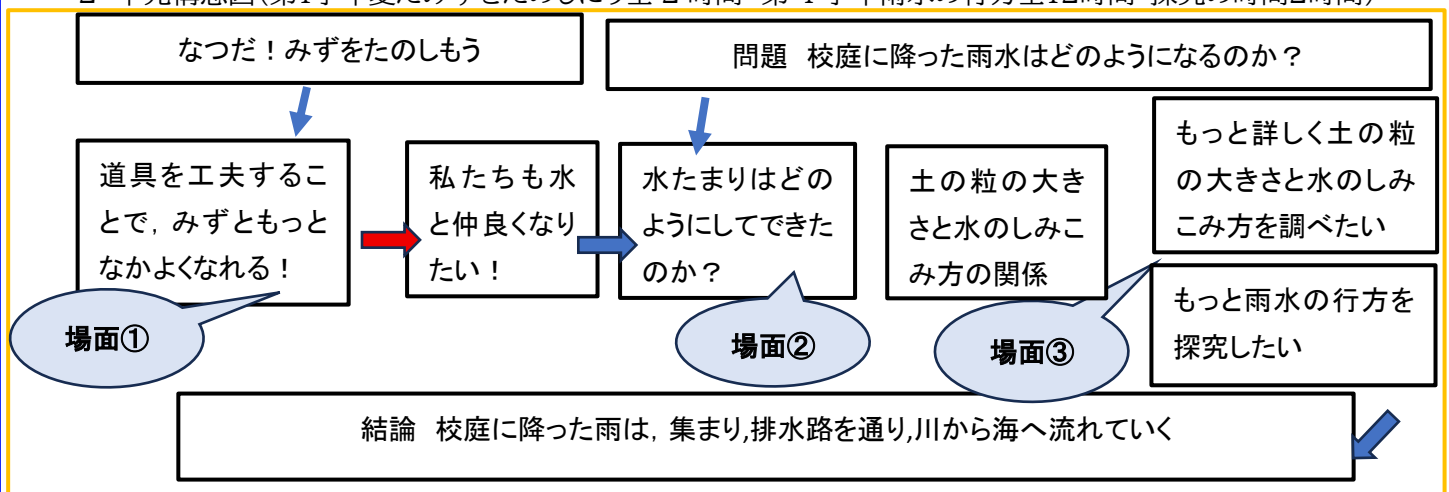 なつだ！みずをたのしもう
問題 校庭に降った雨水はどのようになるのか？
道具を工夫するこ
とで，みずともっと
なかよくなれる！
私たちも水
と仲良くなり
たい！
水たまりはどの
ようにしてできた
のか？
土の粒の大き
さと水のしみこ
み方の関係
もっと詳しく土の粒
の大きさと水のしみ
こみ方を調べたい
もっと雨水の行方を
探究したい
場面①
場面②
場面③
結論 校庭に降った雨は，集まり,排水路を通り,川から海へ流れていく